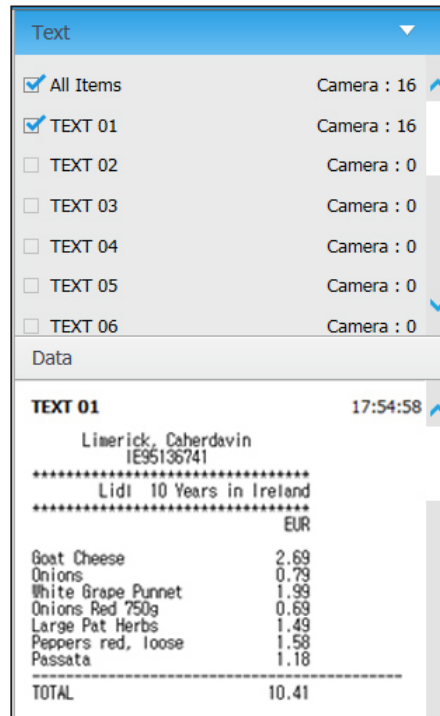 Text
All Items Camera : 16
TEXT 01 Camera : 16
TEXT 02 Camera : 0
TEXT 03 Camera : 0
TEXT 04 Camera : 0
TEXT 05 Camera : 0
TEXT 06 Camera : 0
Data
TEXT 01 17:54:58
Limerick, Caherdavin
IE95136741
***********************************
Lidl 10 Years in Ireland
***********************************
EUR
Goat Cheese 2.69
Onions 0.79
White Grape Punnet 1.99
Onions Red 750g 0.69
Large Pat Herbs 1.49
Peppers red, loose 1.58
Passata 1.18
-----------------------------------------------
TOTAL 10.41